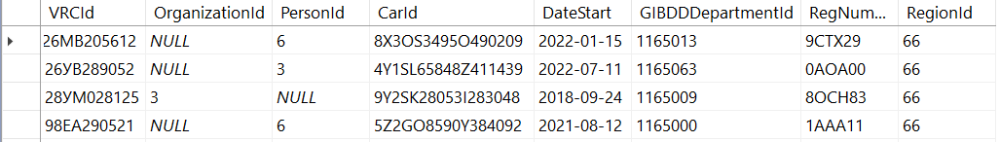 VRCId OrganizationId PersonId CarId DateStart GIBDDDepartmentId RegNum... RegionId
26MB205612 NULL 6 8X3OS3495O490209 2022-01-15 1165013 9CTX29 66
26УВ289052 NULL 3 4Y1SL65848Z411439 2022-07-11 1165063 0AOA00 66
28УМ028125 3 NULL 9Y2SK28053I283048 2018-09-24 1165009 8OCH83 66
98EA290521 NULL 6 5Z2GO8590Y384092 2021-08-12 1165000 1AAA11 66